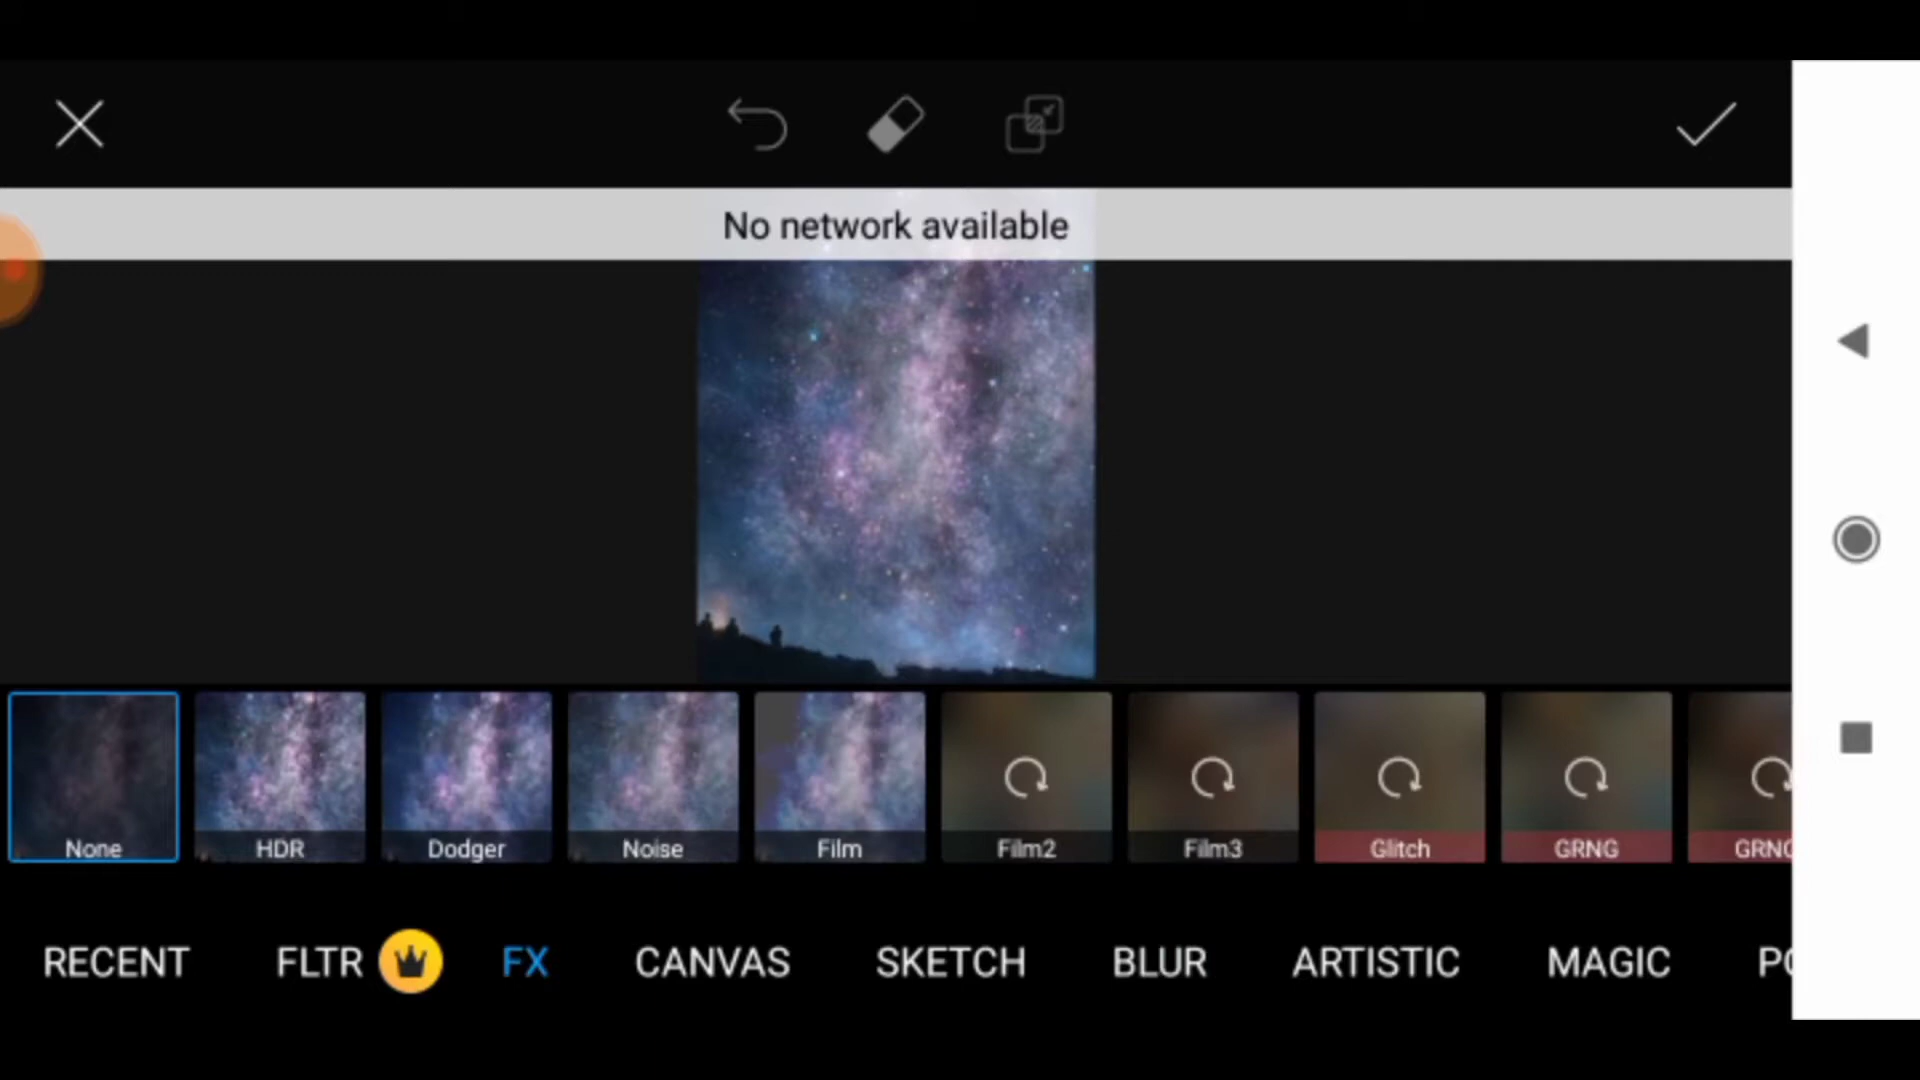 No network available
None HDR Dodger Noise Film Film2 Film3 Glitch GRNG GRNG
RECENT FLTR FX CANVAS SKETCH BLUR ARTISTIC MAGIC